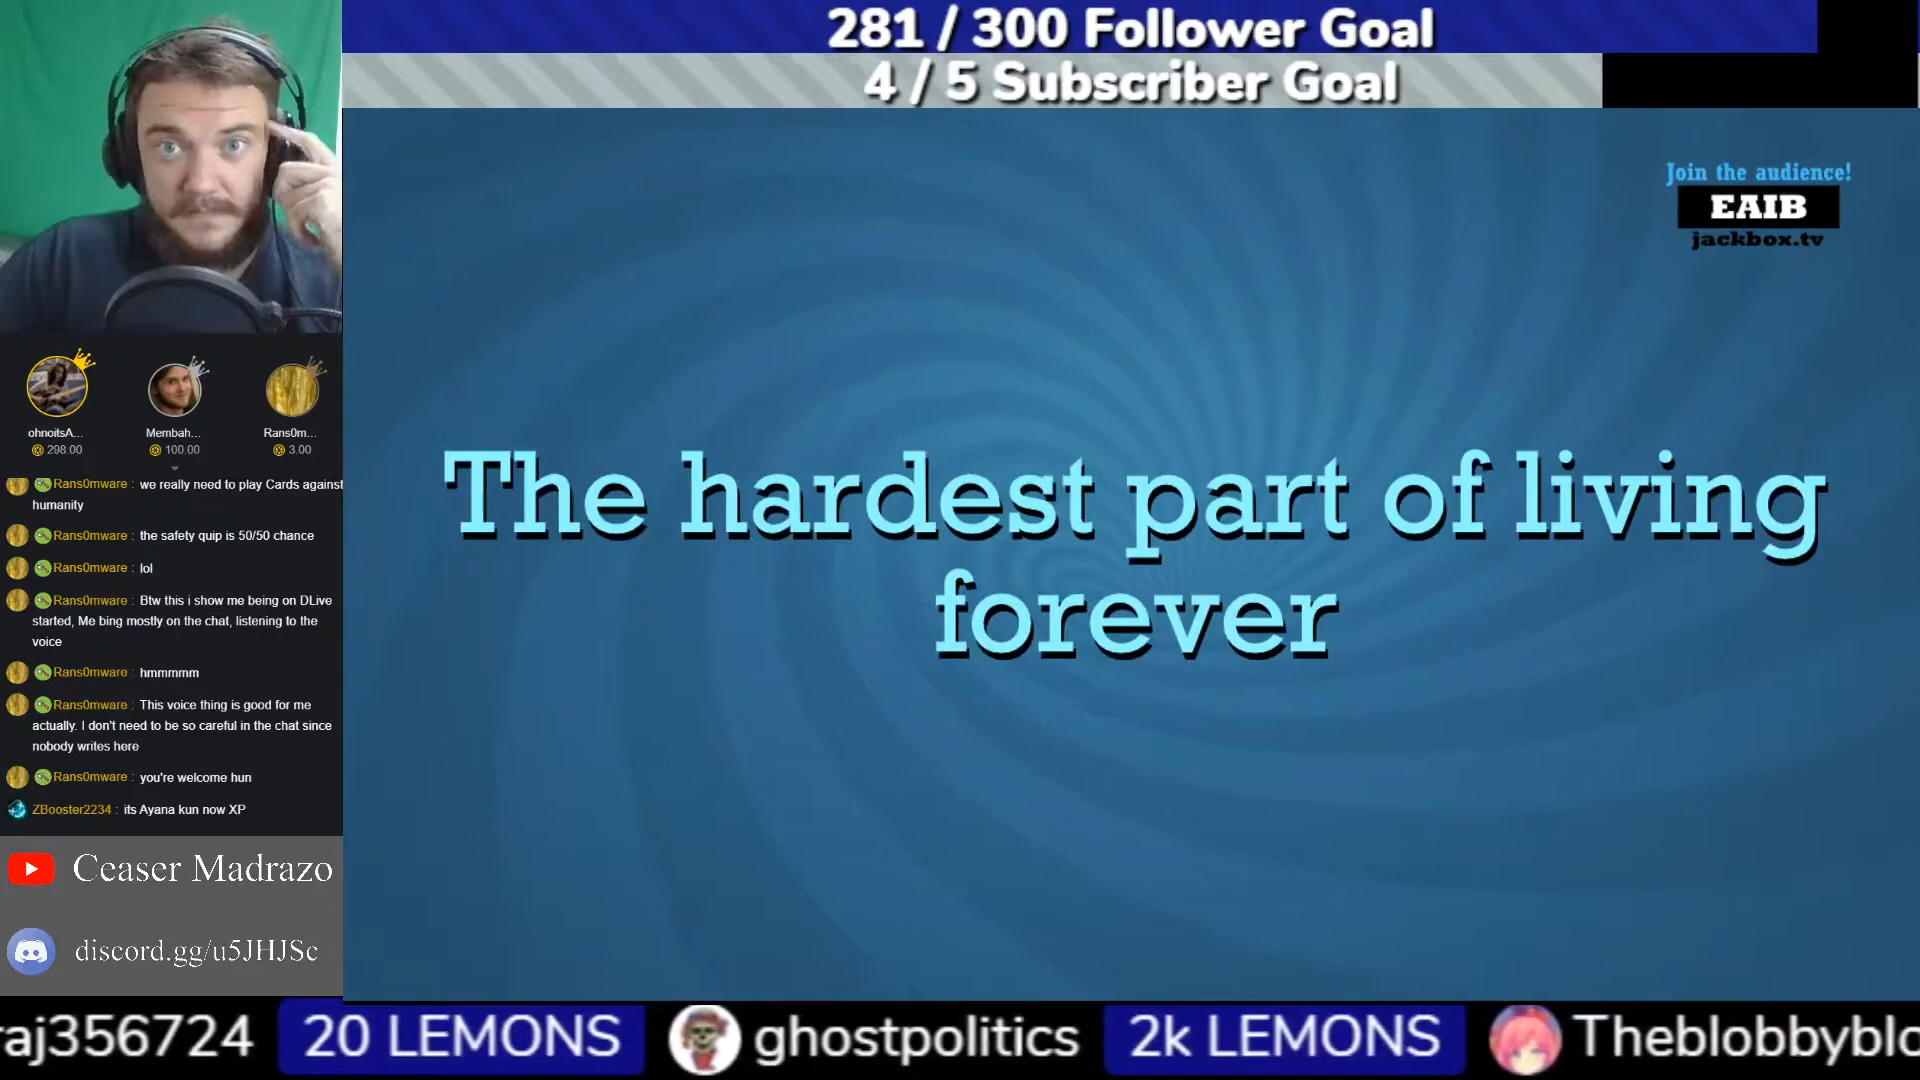 281 / 300 Follower Goal
4 / 5 Subscriber Goal
Join the audience!
EAIB
jackbox.tv
The hardest part of living
forever
ohnoitsA...
Membah...
Rans0m...
298.00
100.00
3.00
Rans0mware : we really need to play Cards against
humanity
Rans0mware : the safety quip is 50/50 chance
Rans0mware : lol
Rans0mware : Btw this i show me being on DLive
started, Me bing mostly on the chat, listening to the
voice
Rans0mware : hmmmmm
Rans0mware : This voice thing is good for me
actually. I don't need to be so careful in the chat since
nobody writes here
Rans0mware : you're welcome hun
ZBooster2234 : its Ayana kun now XP
Ceaser Madrazo
discord.gg/u5JHJSc
raj356724 20 LEMONS ghostpolitics 2k LEMONS Theblobbyblo